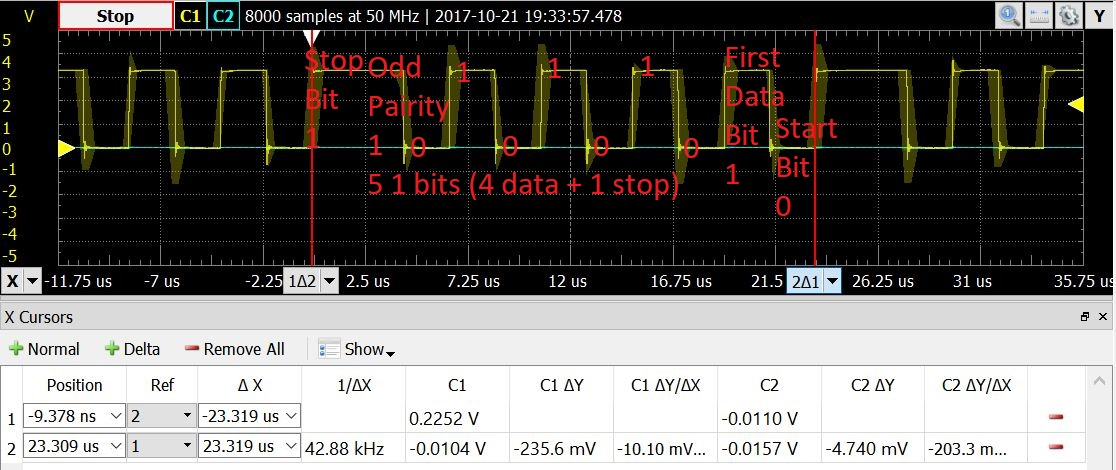 V Stop C1 C2 8000 samples at 50 MHz | 2017-10-21 19:33:57.478 Y
5
4
3
2
1
0
-1
-2
-3
-4
-5
Stop
Bit
1
Odd
Pairity
1
0 1 0 1 0 1 0
5 1 bits (4 data + 1 stop)
First
Data
Bit
1
Start
Bit
0
X -11.75 us -7 us -2.25 1Δ2 2.5 us 7.25 us 12 us 16.75 us 21.5 2Δ1 26.25 us 31 us 35.75 us
X Cursors
Normal Delta Remove All Show
Position Ref Δ X 1/ΔX C1 C1 ΔY C1 ΔY/ΔX C2 C2 ΔY C2 ΔY/ΔX
1 -9.378 ns 2 -23.319 us 0.2252 V -0.0110 V
2 23.309 us 1 23.319 us 42.88 kHz -0.0104 V -235.6 mV -10.10 mV... -0.0157 V -4.740 mV -203.3 m...